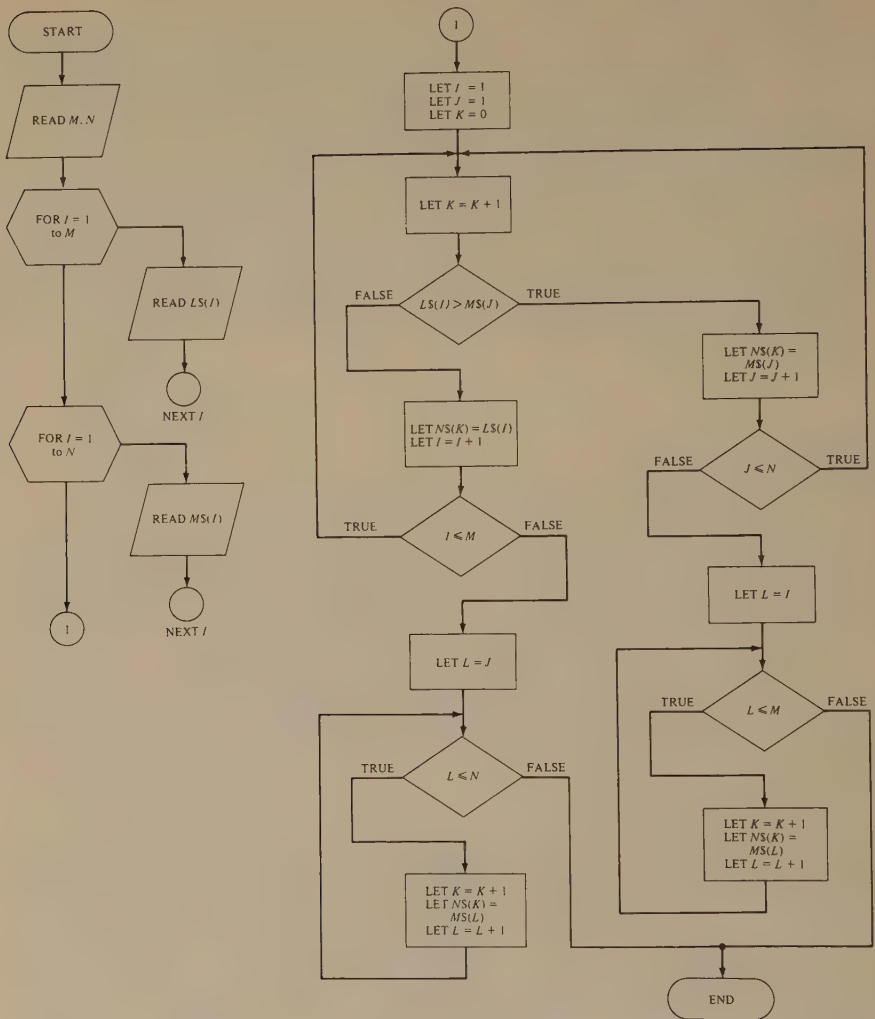 START
READ M, N
FOR I = 1
to M
READ L$(I)
NEXT I
FOR I = 1
to N
READ M$(I)
NEXT I
1
1
LET I = 1
LET J = 1
LET K = 0
LET K = K + 1
L$(I) > M$(J)
FALSE
TRUE
LET N$(K) = L$(I)
LET I = I + 1
I ≤ M
TRUE
FALSE
LET L = J
L ≤ N
TRUE
FALSE
LET K = K + 1
LET N$(K) =
M$(L)
LET L = L + 1
LET N$(K) =
M$(J)
LET J = J + 1
J ≤ N
FALSE
TRUE
LET L = I
L ≤ M
TRUE
FALSE
LET K = K + 1
LET N$(K) =
M$(L)
LET L = L + 1
END